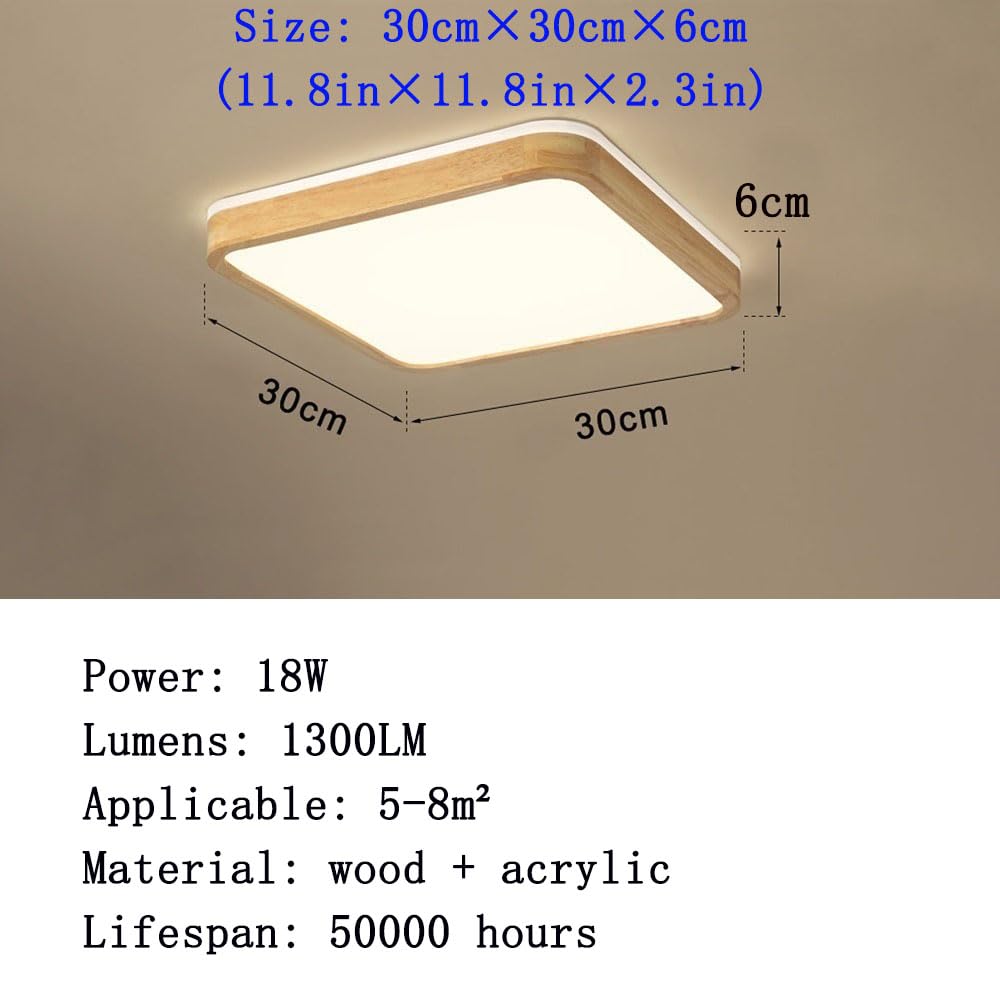 Size: 30cm×30cm×6cm
(11.8in×11.8in×2.3in)
6cm
30cm
30cm
Power: 18W
Lumens: 1300LM
Applicable: 5-8m²
Material: wood + acrylic
Lifespan: 50000 hours